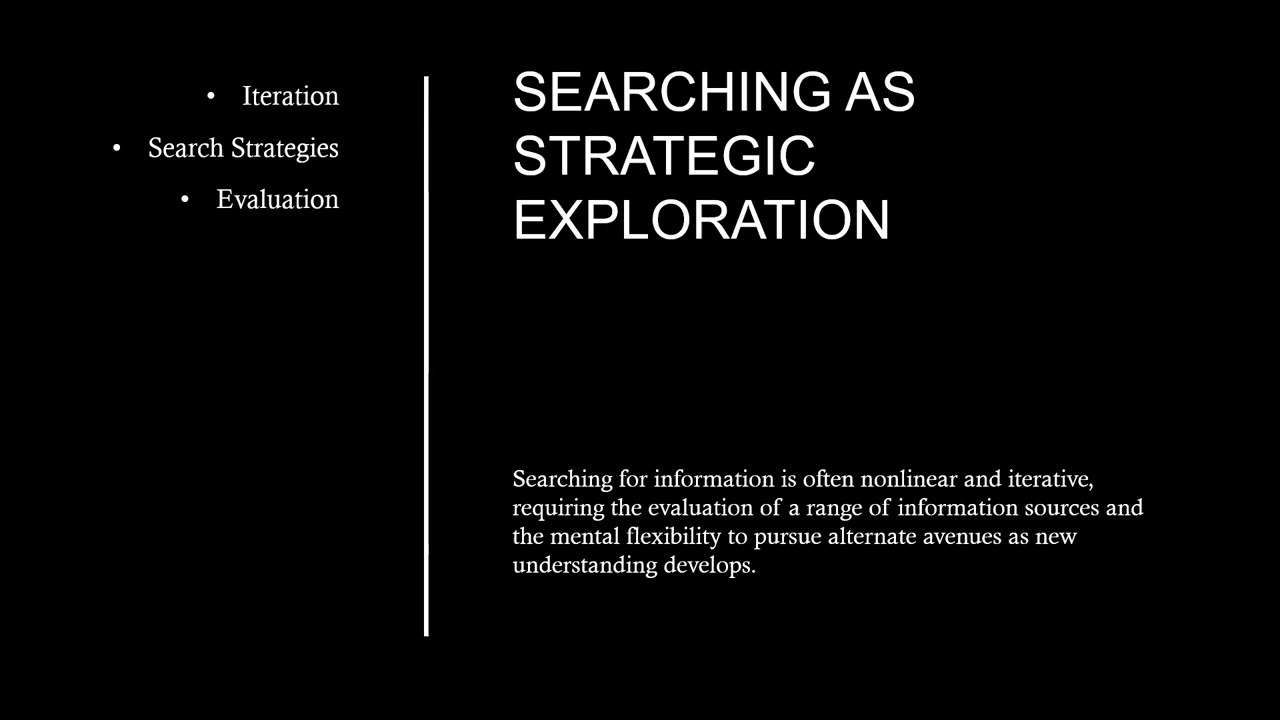 • Iteration
• Search Strategies
• Evaluation
SEARCHING AS
STRATEGIC
EXPLORATION
Searching for information is often nonlinear and iterative,
requiring the evaluation of a range of information sources and
the mental flexibility to pursue alternate avenues as new
understanding develops.